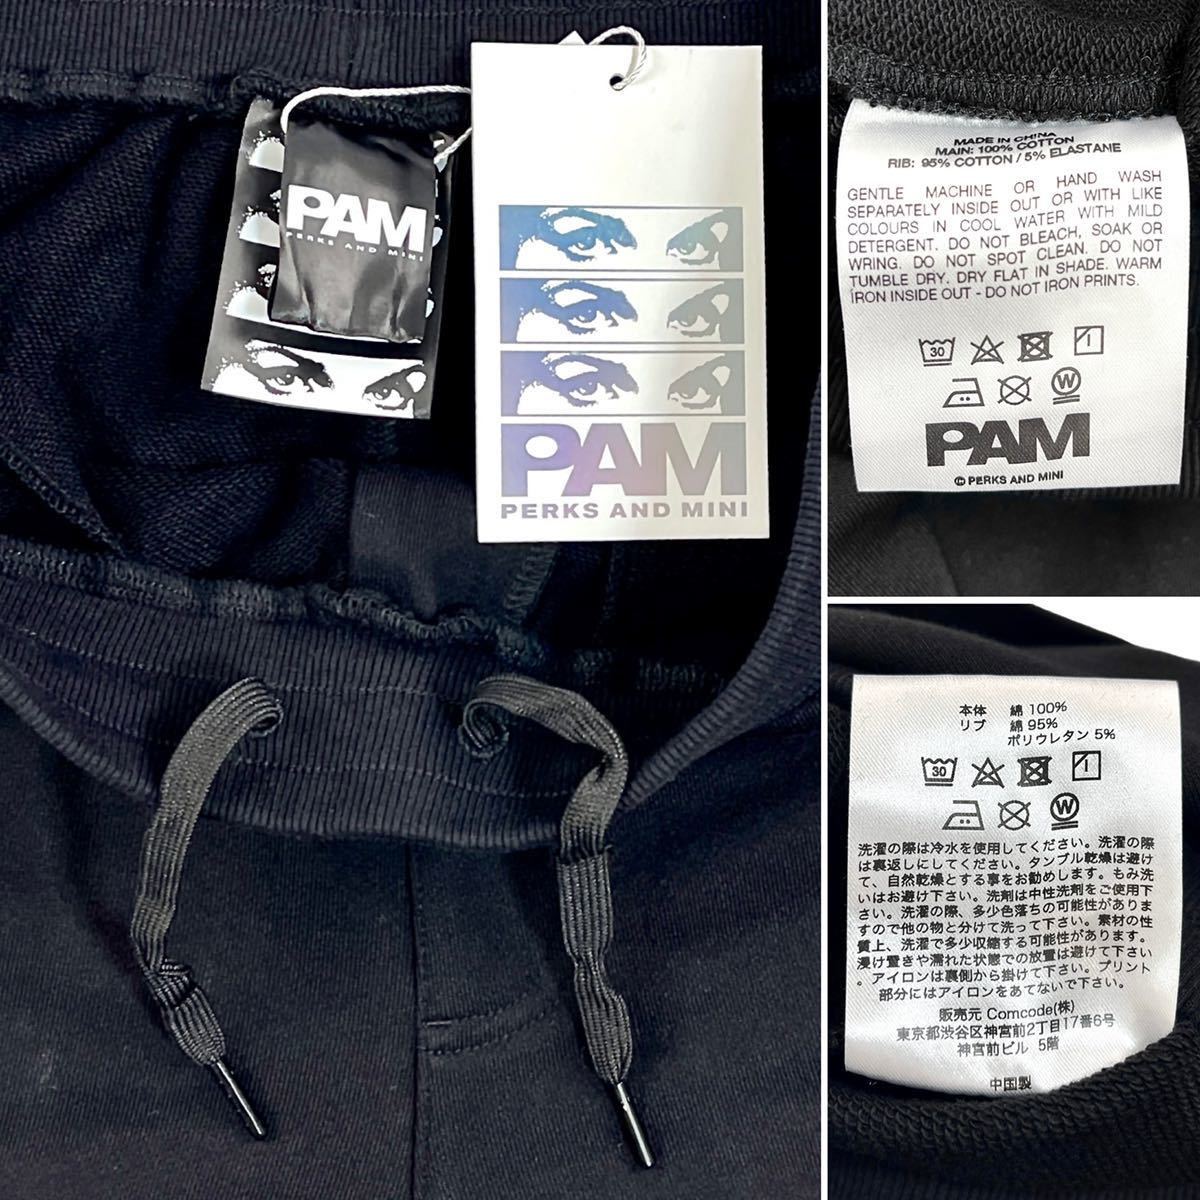 PAM
PERKS AND MINI
PAM
PERKS AND MINI
MADE IN CHINA
MAIN: 100% COTTON
RIB: 95% COTTON / 5% ELASTANE
GENTLE MACHINE OR HAND WASH
SEPARATELY INSIDE OUT OR WITH LIKE
COLOURS IN COOL WATER WITH MILD
DETERGENT. DO NOT BLEACH, SOAK OR
WRING. DO NOT SPOT CLEAN. DO NOT
TUMBLE DRY. DRY FLAT IN SHADE. WARM
IRON INSIDE OUT - DO NOT IRON PRINTS.
30
W
PAM
PERKS AND MINI
本体 綿 100%
リブ 綿 95%
ポリウレタン 5%
30
W
洗濯の際は冷水を使用してください。洗濯の際
は裏返しにしてください。タンブル乾燥は避け
て、自然乾燥とする事をお勧めします。もみ洗
いはお避け下さい。洗剤は中性洗剤をご使用下
さい。洗濯の際、多少色落ちの可能性がありま
すので他の物と分けて洗って下さい。素材の性
質上、洗濯で多少収縮する可能性があります。
浸け置きや濡れた状態での放置は避けて下さい
。アイロンは裏側から掛けて下さい。プリント
部分にはアイロンをあてないで下さい。
販売元 Comcode(株)
東京都渋谷区神宮前2丁目17番6号
神宮前ビル 5階
中国製